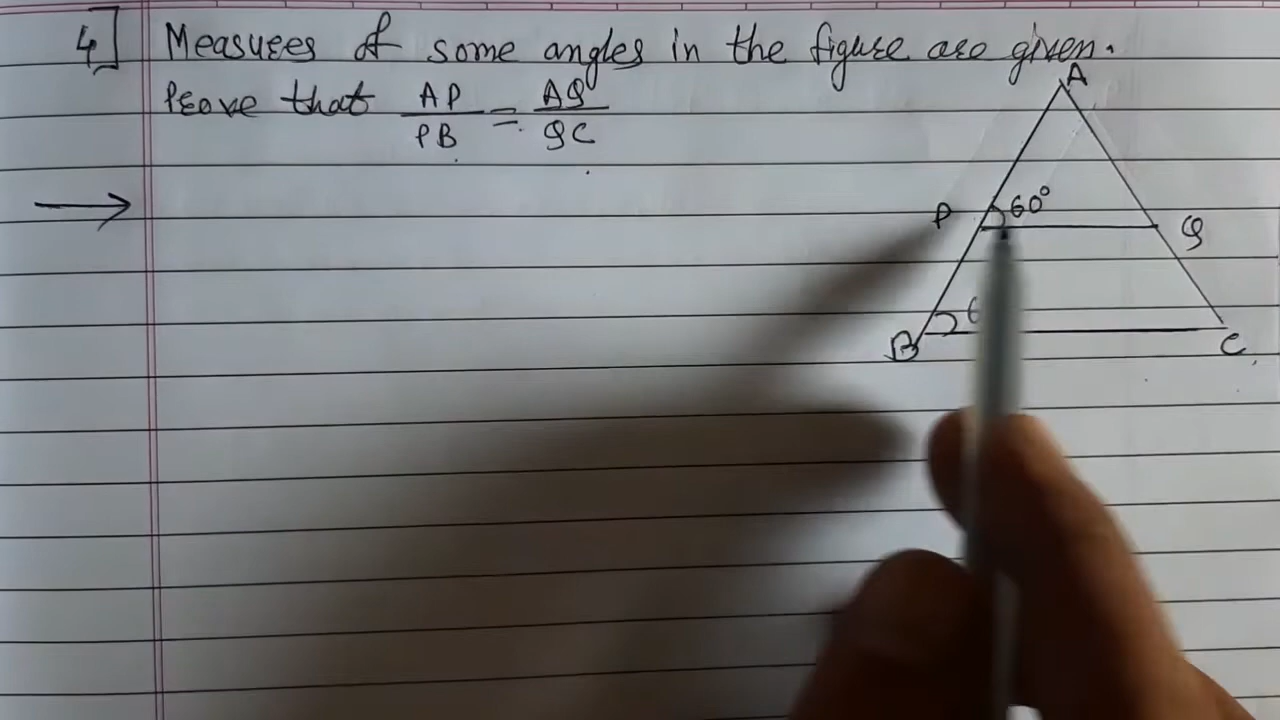 4] Measures of some angles in the figure are given.
Prove that AP/PB = AQ/QC
A
P 60° Q
B C